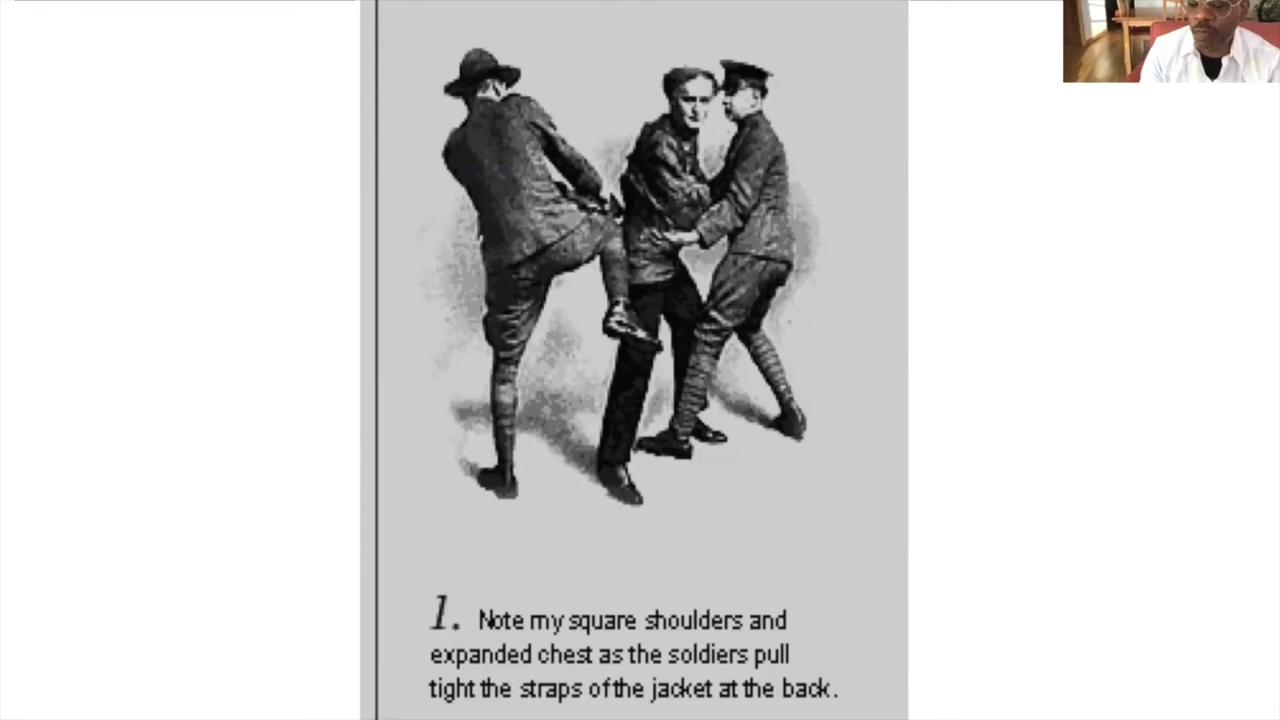 1. Note my square shoulders and
expanded chest as the soldiers pull
tight the straps of the jacket at the back.